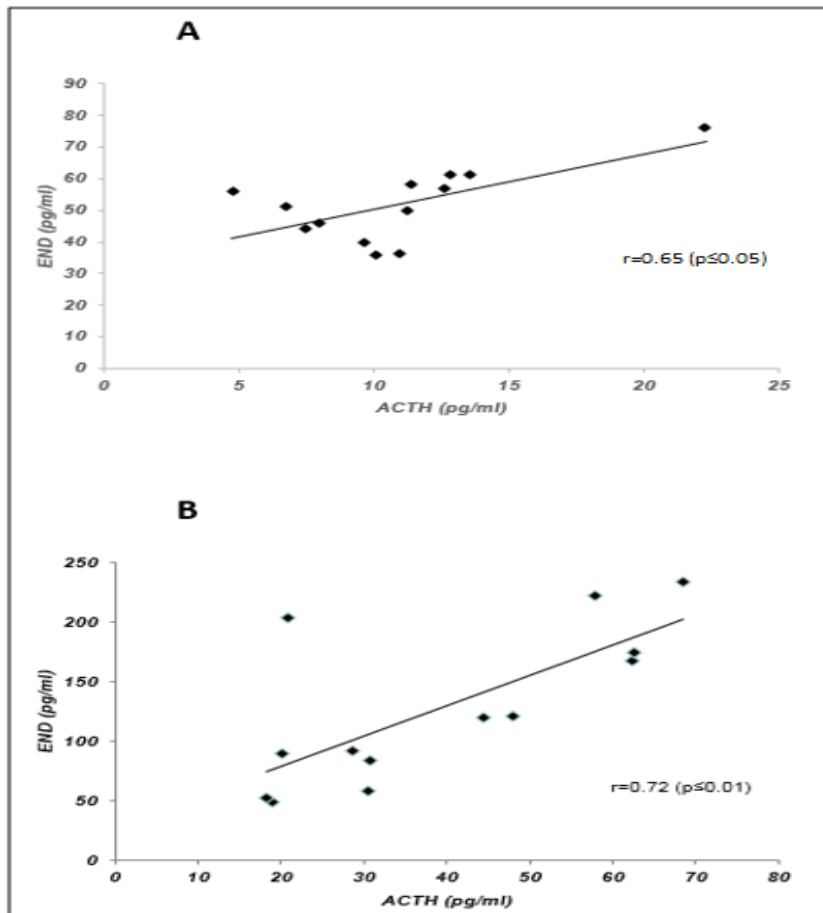 A
90
80
70
60
50
40
30
20
10
0
END (pg/ml)
r=0.65 (p≤0.05)
0 5 10 15 20 25
ACTH (pg/ml)
B
250
200
150
100
50
0
END (pg/ml)
r=0.72 (p≤0.01)
0 10 20 30 40 50 60 70 80
ACTH (pg/ml)